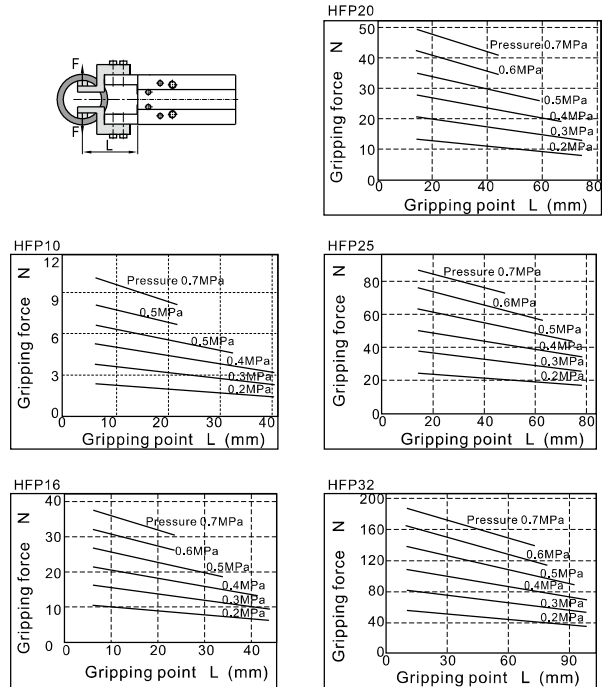 F
F
L
HFP20
Gripping force N
50
40
30
20
10
0
Pressure 0.7MPa
0.6MPa
0.5MPa
0.4MPa
0.3MPa
0.2MPa
0 20 40 60 80
Gripping point L (mm)
HFP10
Gripping force N
12
9
6
3
0
Pressure 0.7MPa
0.5MPa
0.5MPa
0.4MPa
0.3MPa
0.2MPa
0 10 20 30 40
Gripping point L (mm)
HFP25
Gripping force N
80
60
40
20
0
Pressure 0.7MPa
0.6MPa
0.5MPa
0.4MPa
0.3MPa
0.2MPa
0 20 40 60 80
Gripping point L (mm)
HFP16
Gripping force N
40
30
20
10
0
Pressure 0.7MPa
0.6MPa
0.5MPa
0.4MPa
0.3MPa
0.2MPa
0 10 20 30 40
Gripping point L (mm)
HFP32
Gripping force N
200
160
120
80
40
0
Pressure 0.7MPa
0.6MPa
0.5MPa
0.4MPa
0.3MPa
0.2MPa
0 30 60 90
Gripping point L (mm)